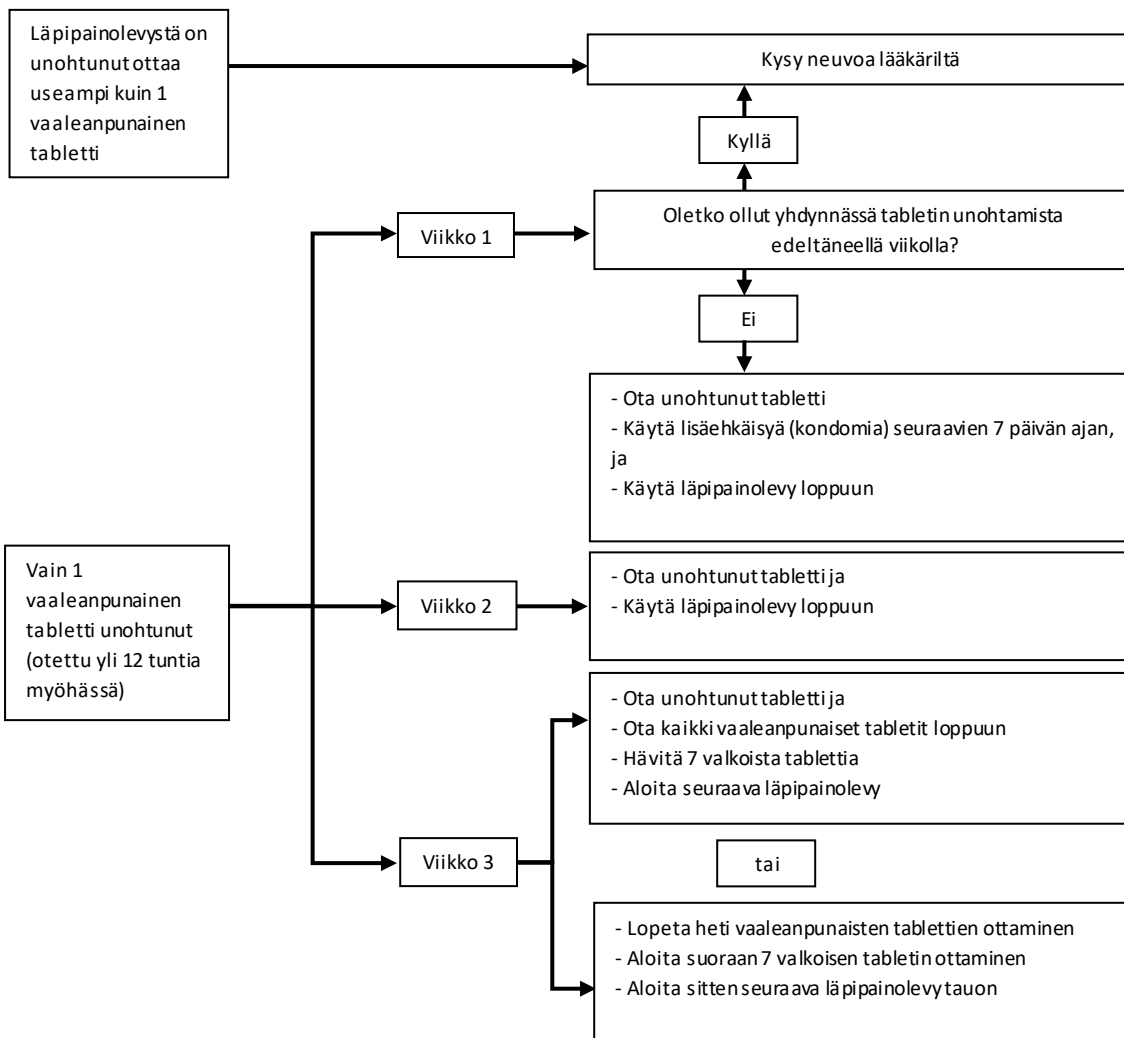 Läpipainolevystä on
unohtunut ottaa
useampi kuin 1
vaaleanpunainen
tabletti
Kysy neuvoa lääkäriltä
Kyllä
Viikko 1
Oletko ollut yhdynnässä tabletin unohtamista
edeltäneellä viikolla?
Ei
- Ota unohtunut tabletti
- Käytä lisäehkäisyä (kondomia) seuraavien 7 päivän ajan,
ja
- Käytä läpipainolevy loppuun
Vain 1
vaaleanpunainen
tabletti unohtunut
(otettu yli 12 tuntia
myöhässä)
Viikko 2
- Ota unohtunut tabletti ja
- Käytä läpipainolevy loppuun
- Ota unohtunut tabletti ja
- Ota kaikki vaaleanpunaiset tabletit loppuun
- Hävitä 7 valkoista tablettia
- Aloita seuraava läpipainolevy
Viikko 3
tai
- Lopeta heti vaaleanpunaisten tablettien ottaminen
- Aloita suoraan 7 valkoisen tabletin ottaminen
- Aloita sitten seuraava läpipainolevy tauon